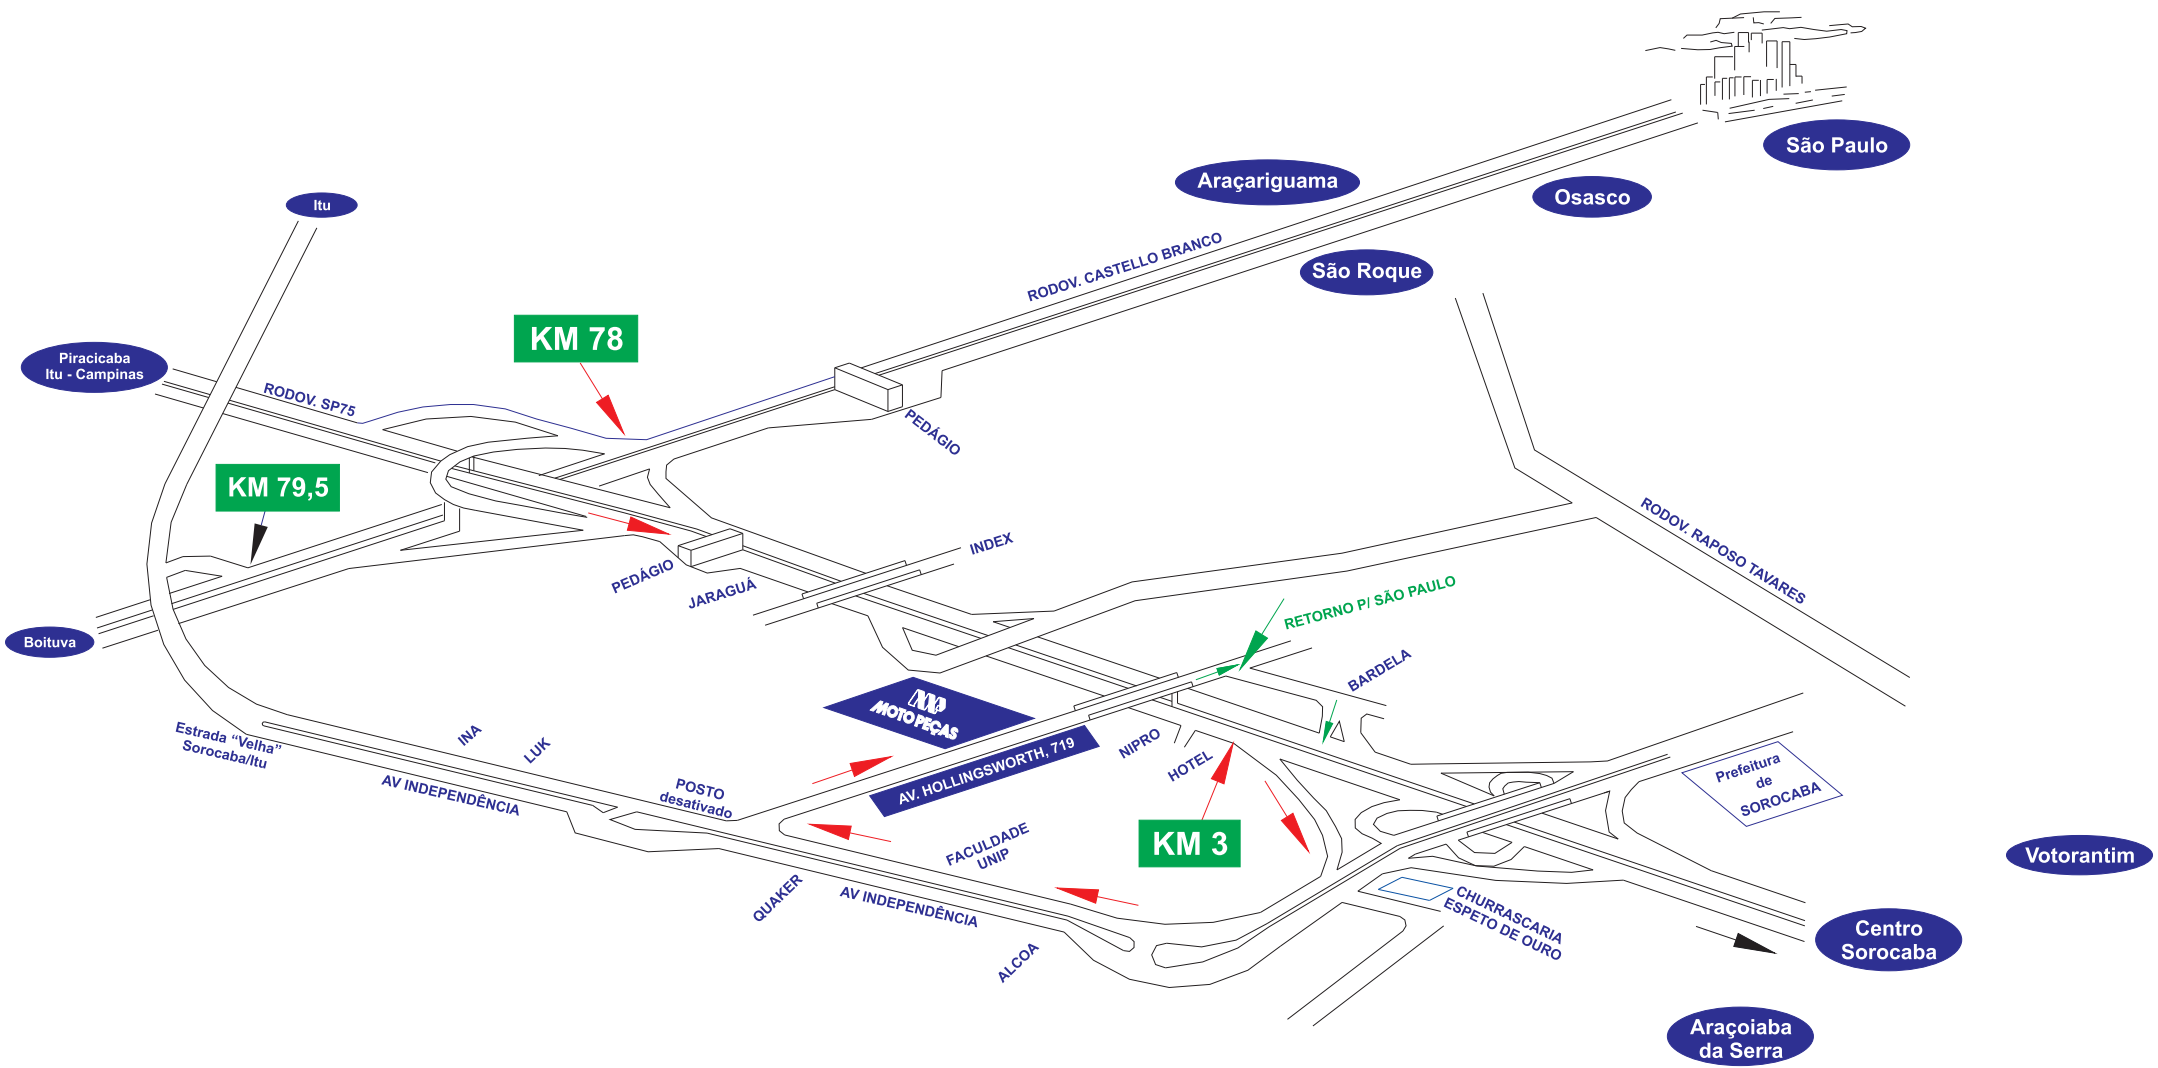 São Paulo
Araçariguama
Osasco
Itu
RODOV. CASTELLO BRANCO
São Roque
KM 78
Piracicaba
Itu - Campinas
RODOV. SP75
PEDÁGIO
KM 79,5
RODOV. RAPOSO TAVARES
INDEX
PEDÁGIO
JARAGUÁ
RETORNO P/ SÃO PAULO
Boituva
BARDELA
MOTO PEÇAS
Estrada “Velha”
Sorocaba/Itu
INA
LUK
NIPRO
HOTEL
AV. HOLLINGSWORTH, 719
Prefeitura
de
SOROCABA
AV INDEPENDÊNCIA
POSTO
desativado
KM 3
FACULDADE
UNIP
Votorantim
QUAKER
AV INDEPENDÊNCIA
CHURRASCARIA
ESPETO DE OURO
ALCOA
Centro
Sorocaba
Araçoiaba
da Serra